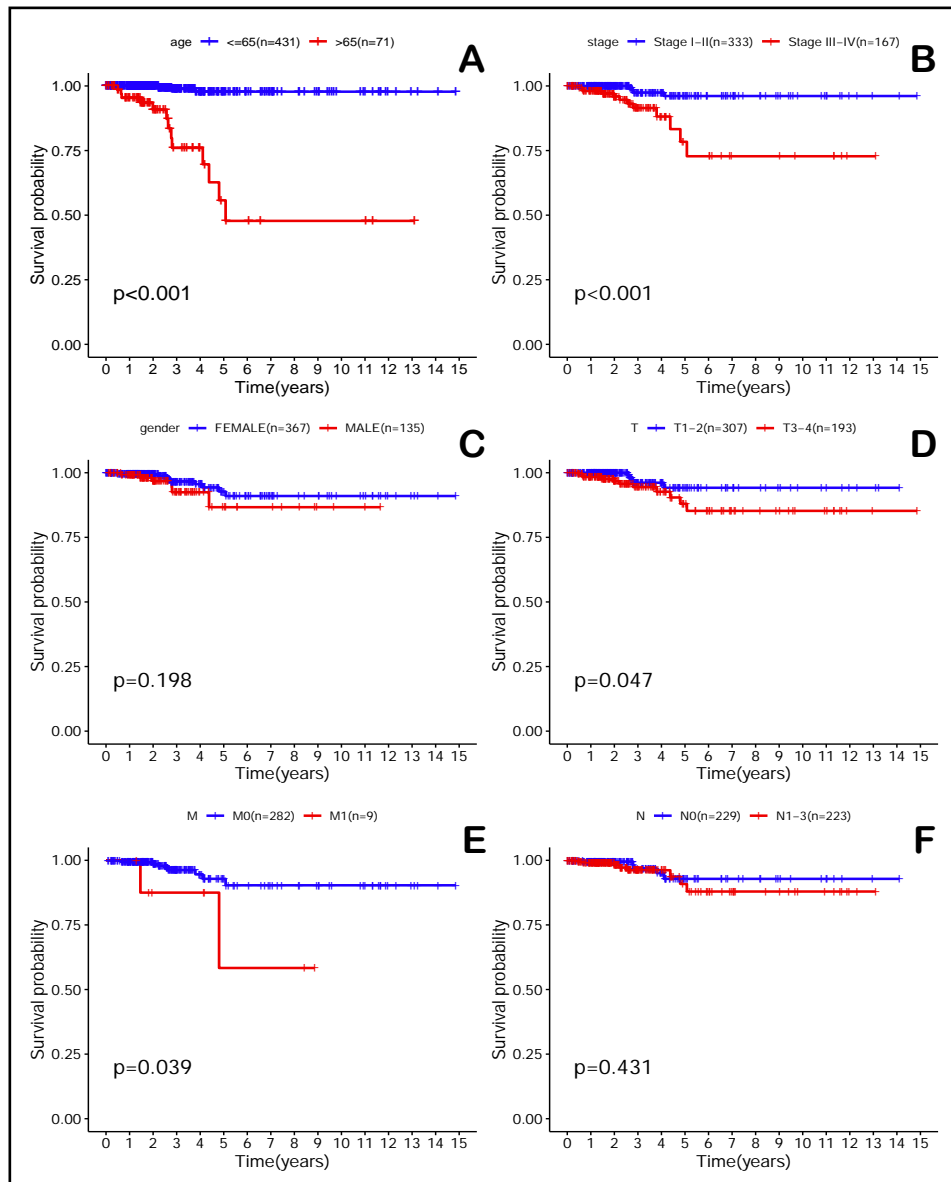 age <=65(n=431) >65(n=71)
A
1.00
0.75
0.50
0.25
0.00
Survival probability
p<0.001
0 1 2 3 4 5 6 7 8 9 10 11 12 13 14 15
Time(years)
stage Stage I-II(n=333) Stage III-IV(n=167)
B
1.00
0.75
0.50
0.25
0.00
Survival probability
p<0.001
0 1 2 3 4 5 6 7 8 9 10 11 12 13 14 15
Time(years)
gender FEMALE(n=367) MALE(n=135)
C
1.00
0.75
0.50
0.25
0.00
Survival probability
p=0.198
0 1 2 3 4 5 6 7 8 9 10 11 12 13 14 15
Time(years)
T T1-2(n=307) T3-4(n=193)
D
1.00
0.75
0.50
0.25
0.00
Survival probability
p=0.047
0 1 2 3 4 5 6 7 8 9 10 11 12 13 14 15
Time(years)
M M0(n=282) M1(n=9)
E
1.00
0.75
0.50
0.25
0.00
Survival probability
p=0.039
0 1 2 3 4 5 6 7 8 9 10 11 12 13 14 15
Time(years)
N N0(n=229) N1-3(n=223)
F
1.00
0.75
0.50
0.25
0.00
Survival probability
p=0.431
0 1 2 3 4 5 6 7 8 9 10 11 12 13 14 15
Time(years)